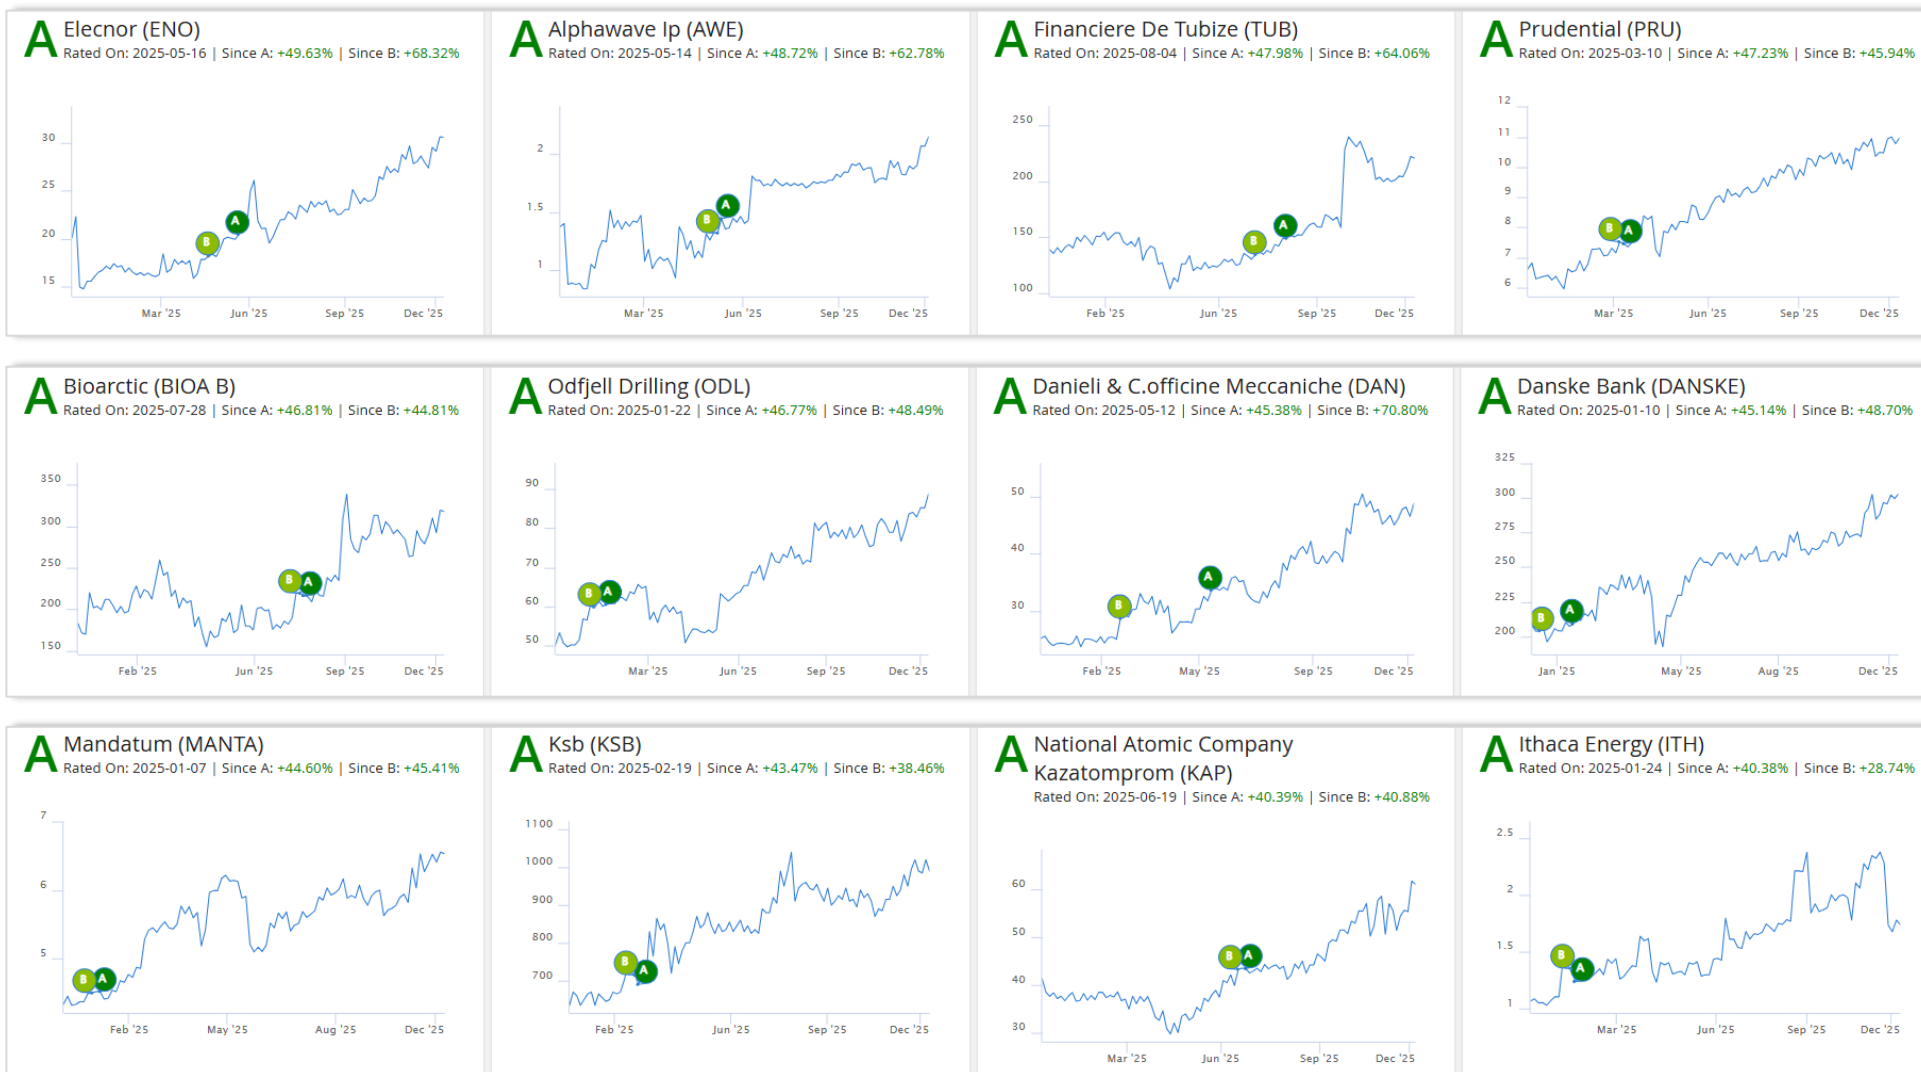 A Elecnor (ENO)
Rated On: 2025-05-16 | Since A: +49.63% | Since B: +68.32%
30
25
20
15
B
A
Mar '25 Jun '25 Sep '25 Dec '25
A Alphawave Ip (AWE)
Rated On: 2025-05-14 | Since A: +48.72% | Since B: +62.78%
2
1.5
1
B
A
Mar '25 Jun '25 Sep '25 Dec '25
A Financiere De Tubize (TUB)
Rated On: 2025-08-04 | Since A: +47.98% | Since B: +64.06%
250
200
150
100
B
A
Feb '25 Jun '25 Sep '25 Dec '25
A Prudential (PRU)
Rated On: 2025-03-10 | Since A: +47.23% | Since B: +45.94%
12
11
10
9
8
7
6
B
A
Mar '25 Jun '25 Sep '25 Dec '25
A Bioarctic (BIOA B)
Rated On: 2025-07-28 | Since A: +46.81% | Since B: +44.81%
350
300
250
200
150
B
A
Feb '25 Jun '25 Sep '25 Dec '25
A Odfjell Drilling (ODL)
Rated On: 2025-01-22 | Since A: +46.77% | Since B: +48.49%
90
80
70
60
50
B
A
Mar '25 Jun '25 Sep '25 Dec '25
A Danieli & C.officine Meccaniche (DAN)
Rated On: 2025-05-12 | Since A: +45.38% | Since B: +70.80%
50
40
30
B
A
Feb '25 May '25 Sep '25 Dec '25
A Danske Bank (DANSKE)
Rated On: 2025-01-10 | Since A: +45.14% | Since B: +48.70%
325
300
275
250
225
200
B
A
Jan '25 May '25 Aug '25 Dec '25
A Mandatum (MANTA)
Rated On: 2025-01-07 | Since A: +44.60% | Since B: +45.41%
7
6
5
B
A
Feb '25 May '25 Aug '25 Dec '25
A Ksb (KSB)
Rated On: 2025-02-19 | Since A: +43.47% | Since B: +38.46%
1100
1000
900
800
700
B
A
Feb '25 Jun '25 Sep '25 Dec '25
A National Atomic Company
Kazatomprom (KAP)
Rated On: 2025-06-19 | Since A: +40.39% | Since B: +40.88%
60
50
40
30
B
A
Mar '25 Jun '25 Sep '25 Dec '25
A Ithaca Energy (ITH)
Rated On: 2025-01-24 | Since A: +40.38% | Since B: +28.74%
2.5
2
1.5
1
B
A
Mar '25 Jun '25 Sep '25 Dec '25